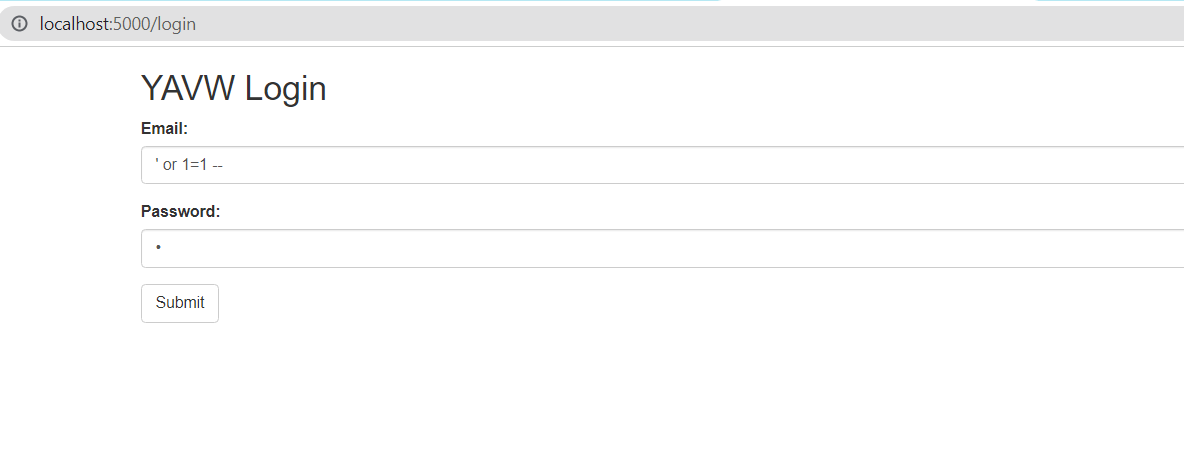 localhost:5000/login
YAVW Login
Email:
' or 1=1 --
Password:
•
Submit